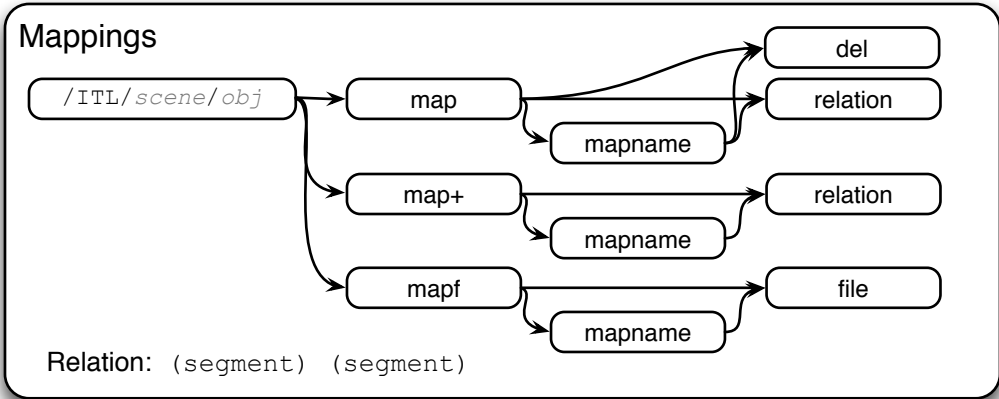 Mappings
del
/ITL/scene/obj
map
relation
mapname
map+
relation
mapname
mapf
file
mapname
Relation: (segment) (segment)